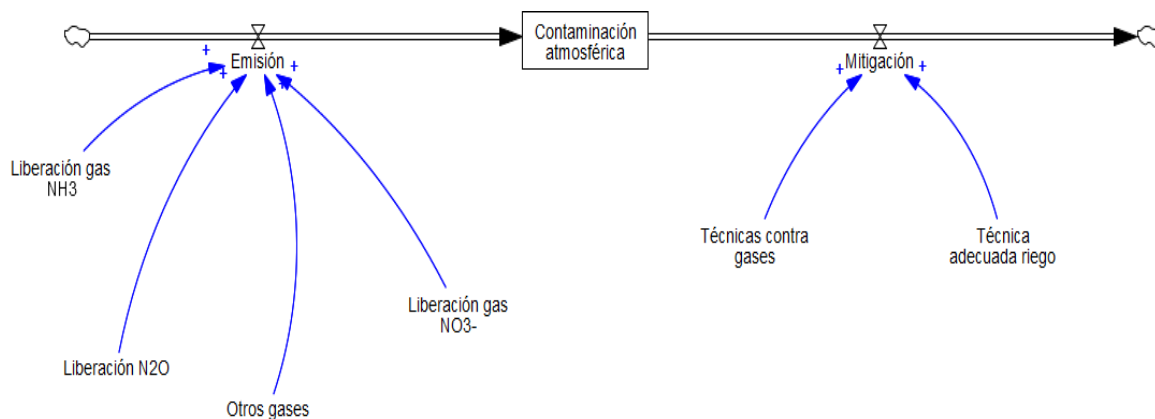 Contaminación
atmosférica
+
+
+
+
Emisión
+
+
Mitigación
Liberación gas
NH3
Técnicas contra
gases
Técnica
adecuada riego
Liberación gas
NO3-
Liberación N2O
Otros gases